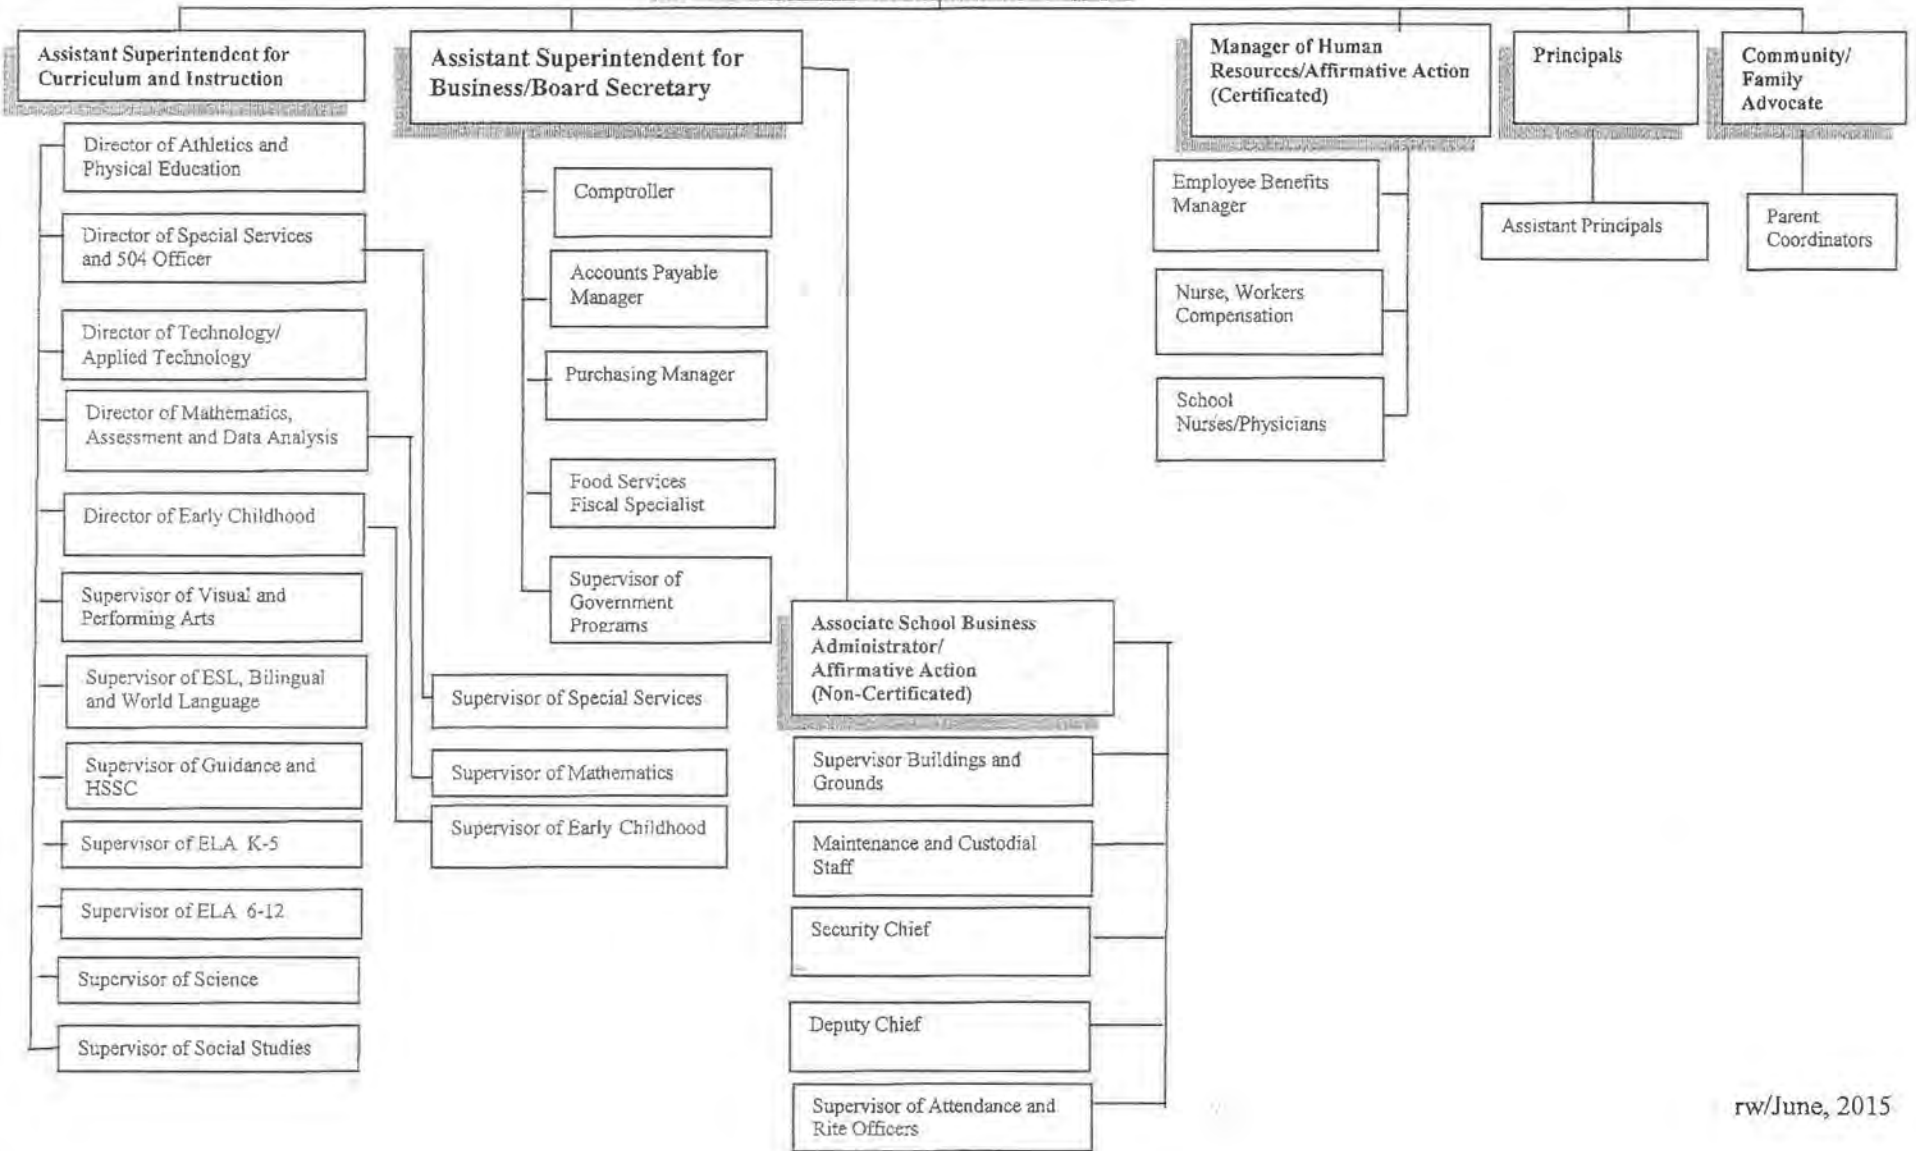 Assistant Superintendent for
Curriculum and Instruction
Assistant Superintendent for
Business/Board Secretary
Manager of Human
Resources/Affirmative Action
(Certificated)
Principals
Community/
Family
Advocate
Director of Athletics and
Physical Education
Director of Special Services
and 504 Officer
Director of Technology/
Applied Technology
Director of Mathematics,
Assessment and Data Analysis
Director of Early Childhood
Supervisor of Visual and
Performing Arts
Supervisor of ESL, Bilingual
and World Language
Supervisor of Guidance and
HSSC
Supervisor of ELA K-5
Supervisor of ELA 6-12
Supervisor of Science
Supervisor of Social Studies
Comptroller
Accounts Payable
Manager
Purchasing Manager
Food Services
Fiscal Specialist
Supervisor of
Government
Programs
Supervisor of Special Services
Supervisor of Mathematics
Supervisor of Early Childhood
Associate School Business
Administrator/
Affirmative Action
(Non-Certificated)
Supervisor Buildings and
Grounds
Maintenance and Custodial
Staff
Security Chief
Deputy Chief
Supervisor of Attendance and
Rite Officers
Employee Benefits
Manager
Nurse, Workers
Compensation
School
Nurses/Physicians
Assistant Principals
Parent
Coordinators
rw/June, 2015